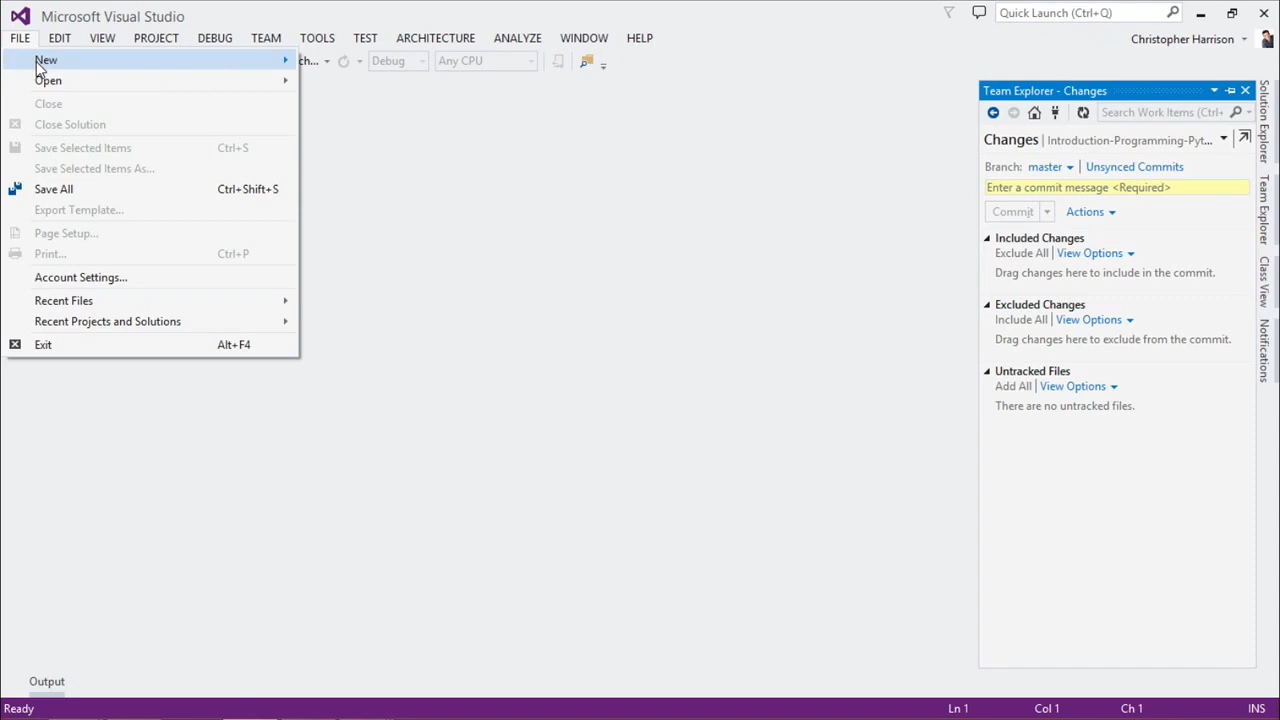 Microsoft Visual Studio
Quick Launch (Ctrl+Q)
FILE EDIT VIEW PROJECT DEBUG TEAM TOOLS TEST ARCHITECTURE ANALYZE WINDOW HELP
Christopher Harrison
New
ch... Debug Any CPU
Open
Close
Close Solution
Save Selected Items Ctrl+S
Save Selected Items As...
Save All Ctrl+Shift+S
Export Template...
Page Setup...
Print... Ctrl+P
Account Settings...
Recent Files
Recent Projects and Solutions
Exit Alt+F4
Team Explorer - Changes
Search Work Items (Ctrl+
Changes | Introduction-Programming-Pyt...
Branch: master | Unsynced Commits
Enter a commit message <Required>
Commit Actions
Included Changes
Exclude All | View Options
Drag changes here to include in the commit.
Excluded Changes
Include All | View Options
Drag changes here to exclude from the commit.
Untracked Files
Add All | View Options
There are no untracked files.
Solution Explorer
Team Explorer
Class View
Notifications
Output
Ready Ln 1 Col 1 Ch 1 INS